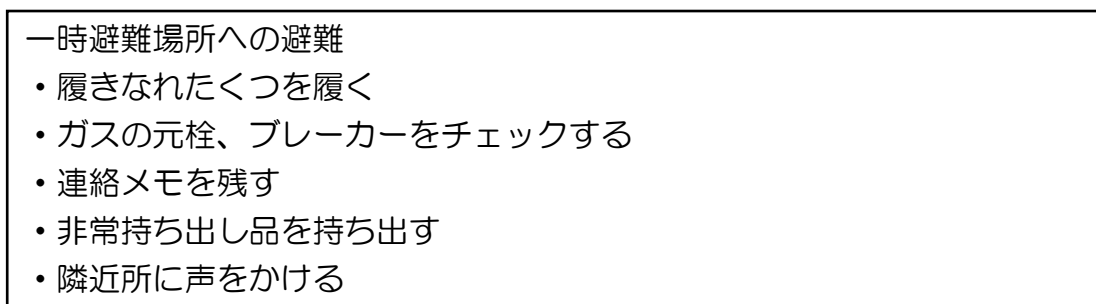 一時避難場所への避難
・履きなれたくつを履く
・ガスの元栓、ブレーカーをチェックする
・連絡メモを残す
・非常持ち出し品を持ち出す
・隣近所に声をかける